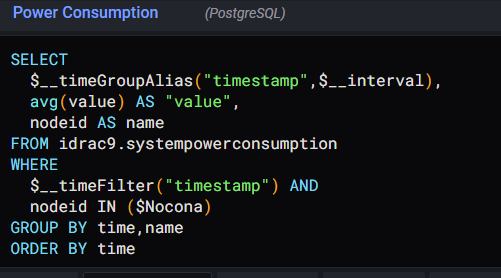 Power Consumption (PostgreSQL)
SELECT
$__timeGroupAlias("timestamp",$__interval),
avg(value) AS "value",
nodeid AS name
FROM idrac9.systempowerconsumption
WHERE
$__timeFilter("timestamp") AND
nodeid IN ($Nocona)
GROUP BY time,name
ORDER BY time